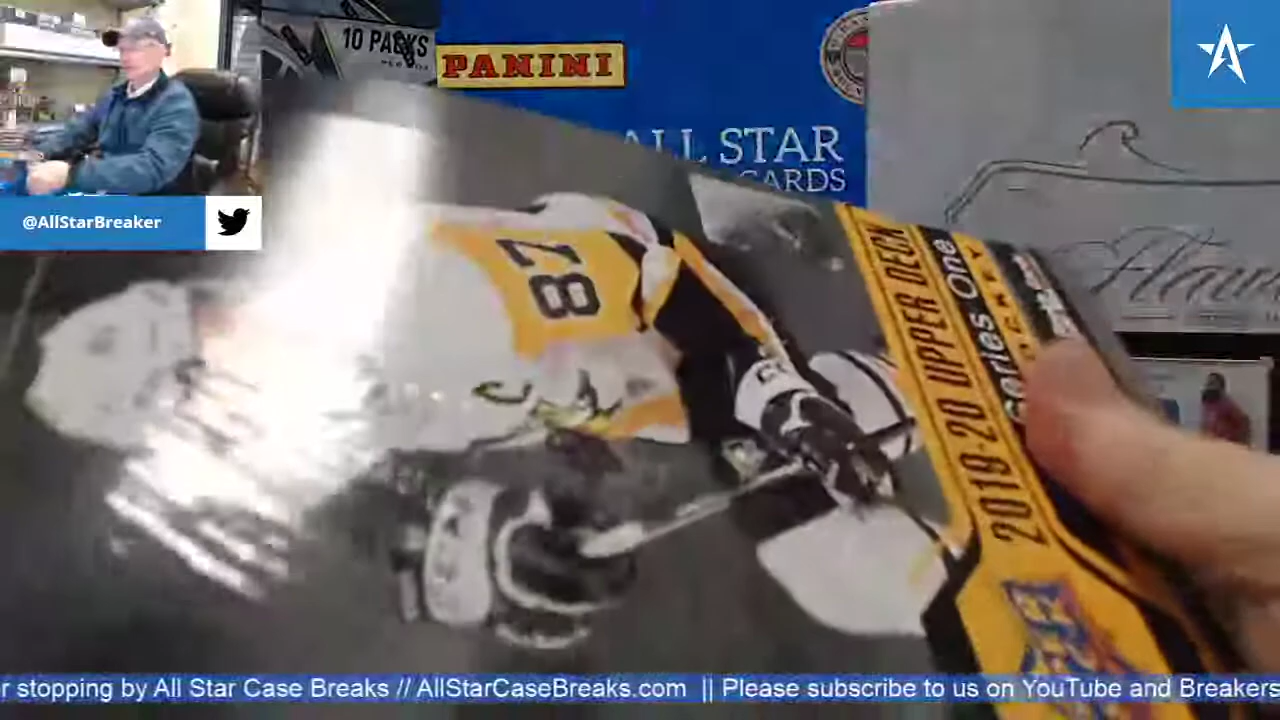 10 PACKS
PANINI
ALL STAR
CARDS
@AllStarBreaker
87
C
2019-20 UPPER DECK
Series One
HOCKEY
r stopping by All Star Case Breaks // AllStarCaseBreaks.com || Please subscribe to us on YouTube and Breakers